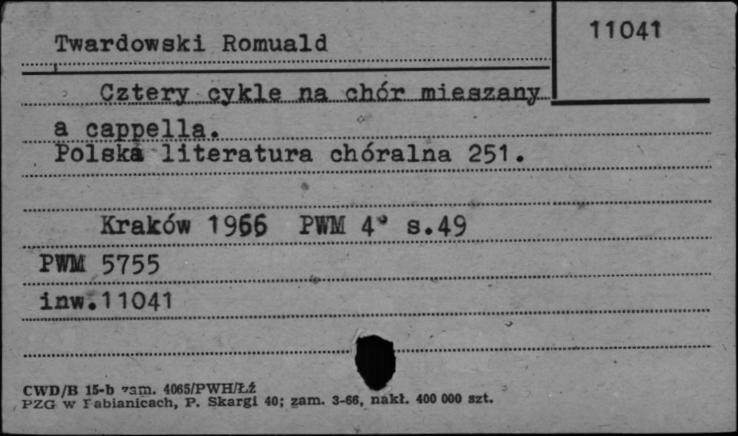 Twardowski Romuald
11041
Cztery cykle na chór mieszany
a cappella.
Polska literatura chóralna 251.
Kraków 1966 PWM 4° s.49
PWM 5755
inw.11041
CWD/B 15-b zam. 4065/PWH/Łź
PZG w Pabianicach, P. Skargi 40; zam. 3-66, nakł. 400 000 szt.